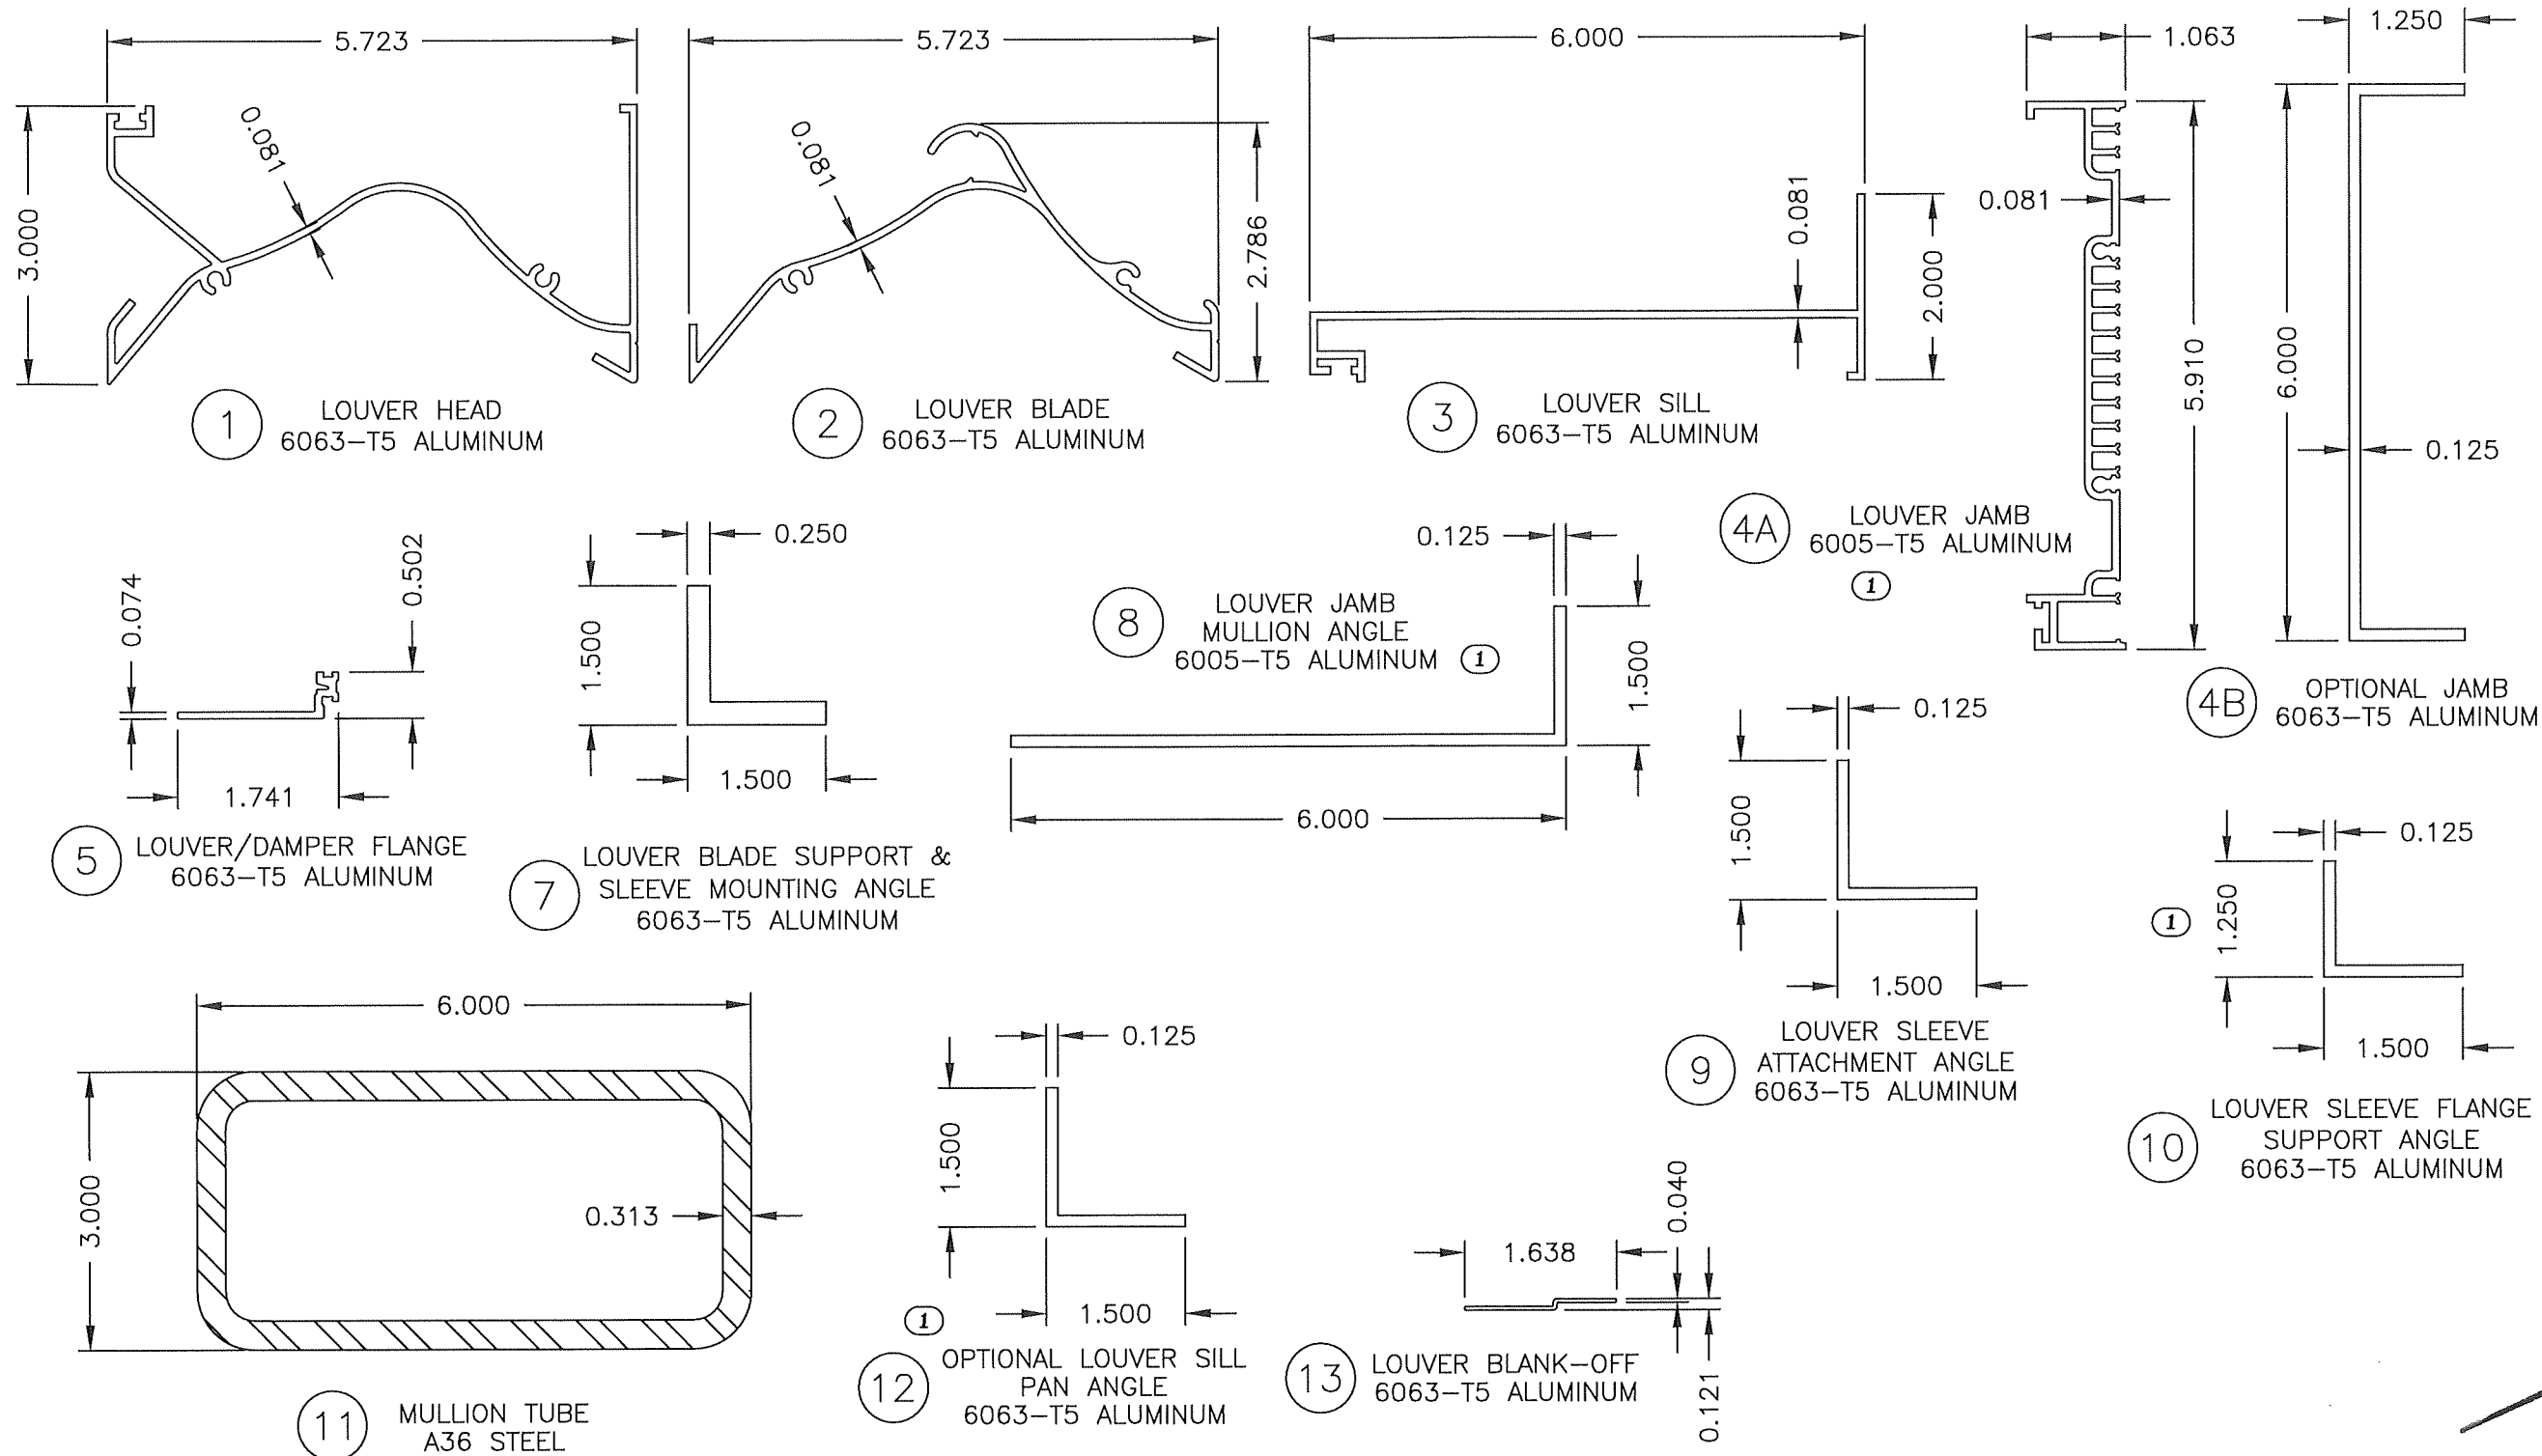 5.723
3.000
0.081
1
LOUVER HEAD
6063-T5 ALUMINUM
5.723
0.081
2.786
2
LOUVER BLADE
6063-T5 ALUMINUM
6.000
0.081
2.000
3
LOUVER SILL
6063-T5 ALUMINUM
1.063
0.081
5.910
4A
LOUVER JAMB
6005-T5 ALUMINUM
1
1.250
6.000
0.125
4B
OPTIONAL JAMB
6063-T5 ALUMINUM
0.074
0.502
1.741
5
LOUVER/DAMPER FLANGE
6063-T5 ALUMINUM
0.250
1.500
1.500
7
LOUVER BLADE SUPPORT &
SLEEVE MOUNTING ANGLE
6063-T5 ALUMINUM
8
LOUVER JAMB
MULLION ANGLE
6005-T5 ALUMINUM 1
0.125
1.500
6.000
0.125
1.500
1.500
9
LOUVER SLEEVE
ATTACHMENT ANGLE
6063-T5 ALUMINUM
0.125
1
1.250
1.500
10
LOUVER SLEEVE FLANGE
SUPPORT ANGLE
6063-T5 ALUMINUM
6.000
3.000
0.313
11
MULLION TUBE
A36 STEEL
0.125
1.500
1.500
1
12
OPTIONAL LOUVER SILL
PAN ANGLE
6063-T5 ALUMINUM
1.638
0.040
0.121
13
LOUVER BLANK-OFF
6063-T5 ALUMINUM